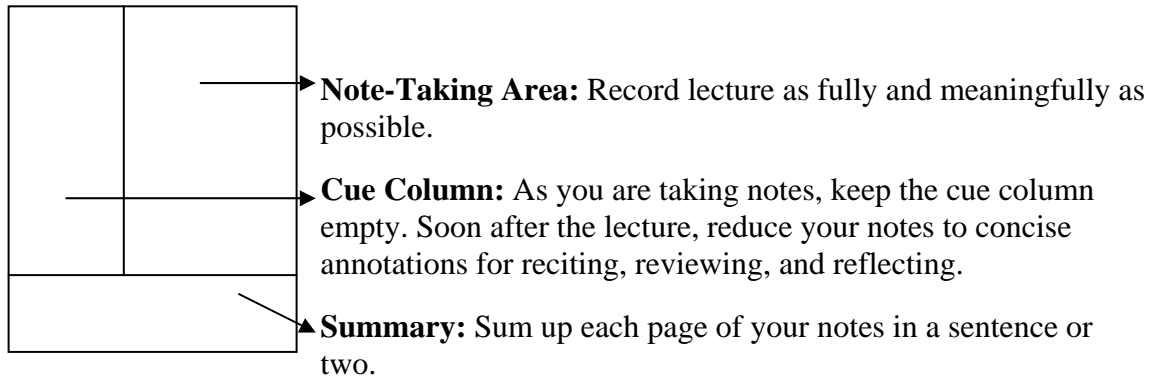 Note-Taking Area: Record lecture as fully and meaningfully as
possible.
Cue Column: As you are taking notes, keep the cue column
empty. Soon after the lecture, reduce your notes to concise
annotations for reciting, reviewing, and reflecting.
Summary: Sum up each page of your notes in a sentence or
two.